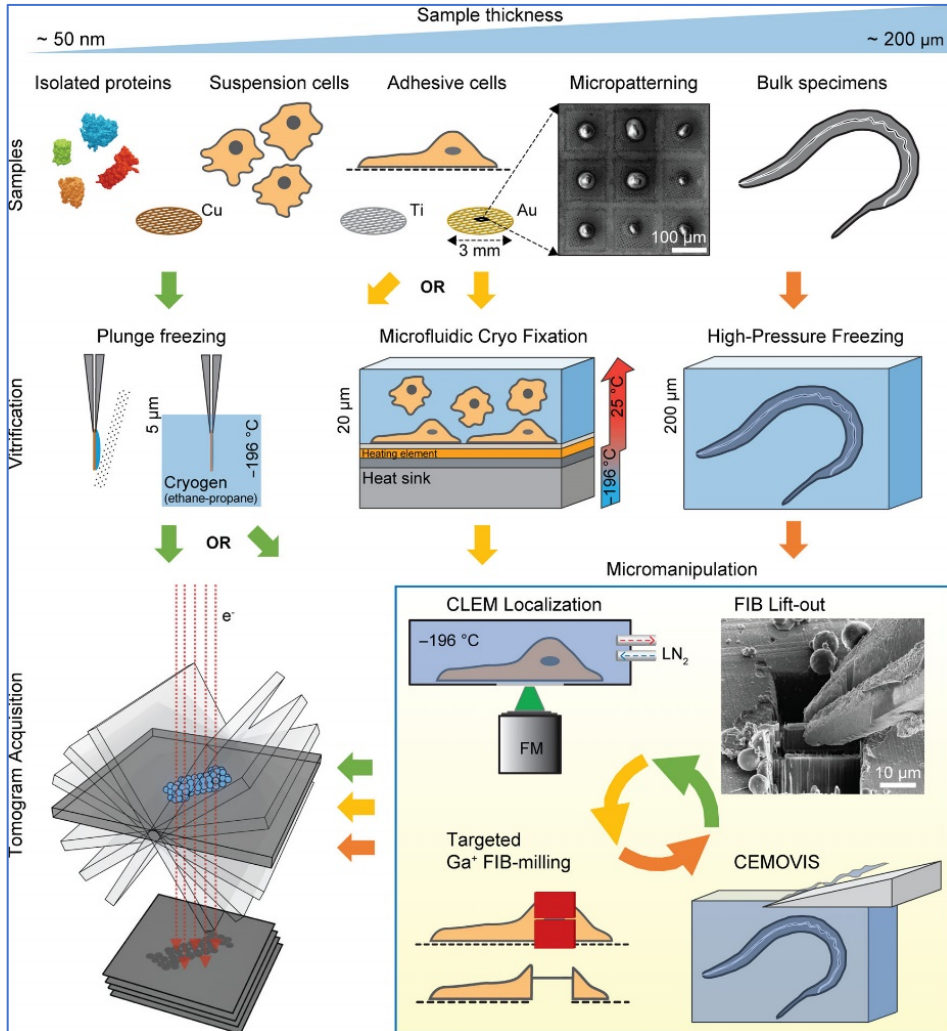 Sample thickness
~ 50 nm
~ 200 µm
Isolated proteins
Suspension cells
Adhesive cells
Micropatterning
Bulk specimens
Samples
Cu
Ti
Au
3 mm
100 µm
OR
Plunge freezing
Microfluidic Cryo Fixation
High-Pressure Freezing
Vitrification
5 µm
–196 °C
Cryogen
(ethane-propane)
20 µm
Heating element
Heat sink
25 °C
–196 °C
200 µm
OR
Micromanipulation
Tomogram Acquisition
e-
CLEM Localization
–196 °C
LN2
FM
FIB Lift-out
10 µm
Targeted
Ga+ FIB-milling
CEMOVIS